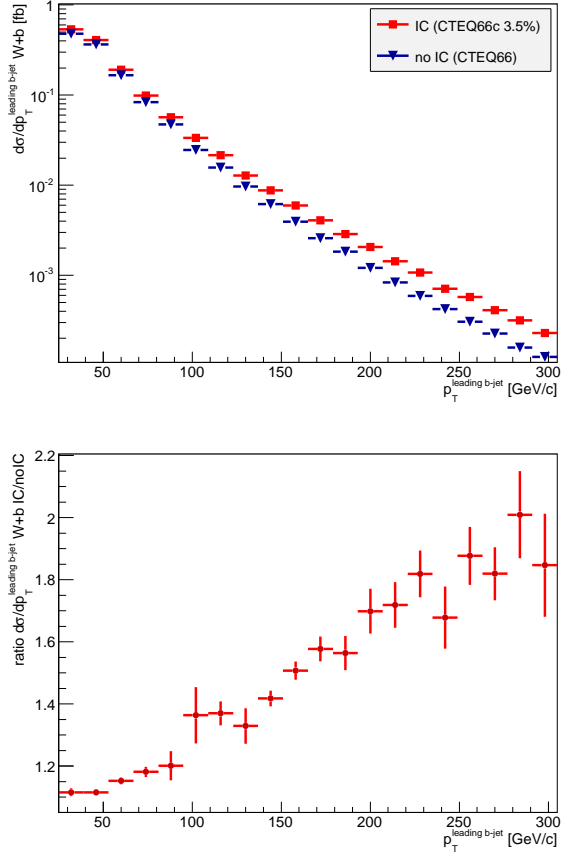 dσ/dp_T^{leading b-jet} W+b [fb]
1
10^{-1}
10^{-2}
10^{-3}
IC (CTEQ66c 3.5%)
no IC (CTEQ66)
50 100 150 200 250 300
p_T^{leading b-jet} [GeV/c]
ratio dσ/dp_T^{leading b-jet} W+b IC/noIC
2.2
2
1.8
1.6
1.4
1.2
50 100 150 200 250 300
p_T^{leading b-jet} [GeV/c]